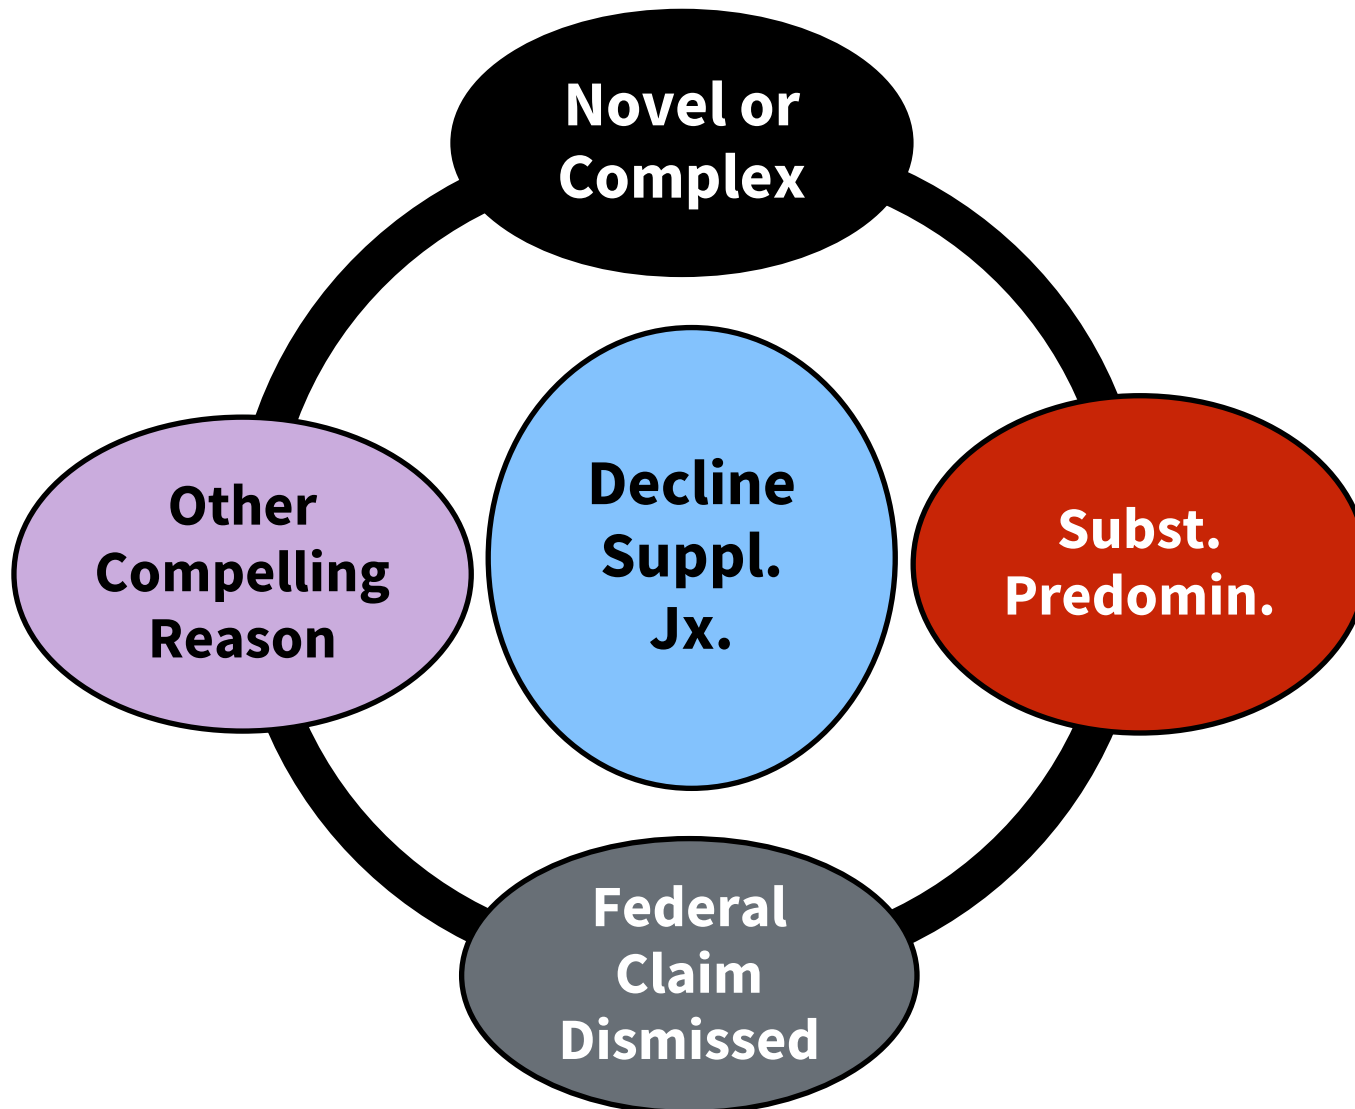 Novel or
Complex
Decline
Suppl.
Jx.
Other
Compelling
Reason
Subst.
Predomin.
Federal
Claim
Dismissed